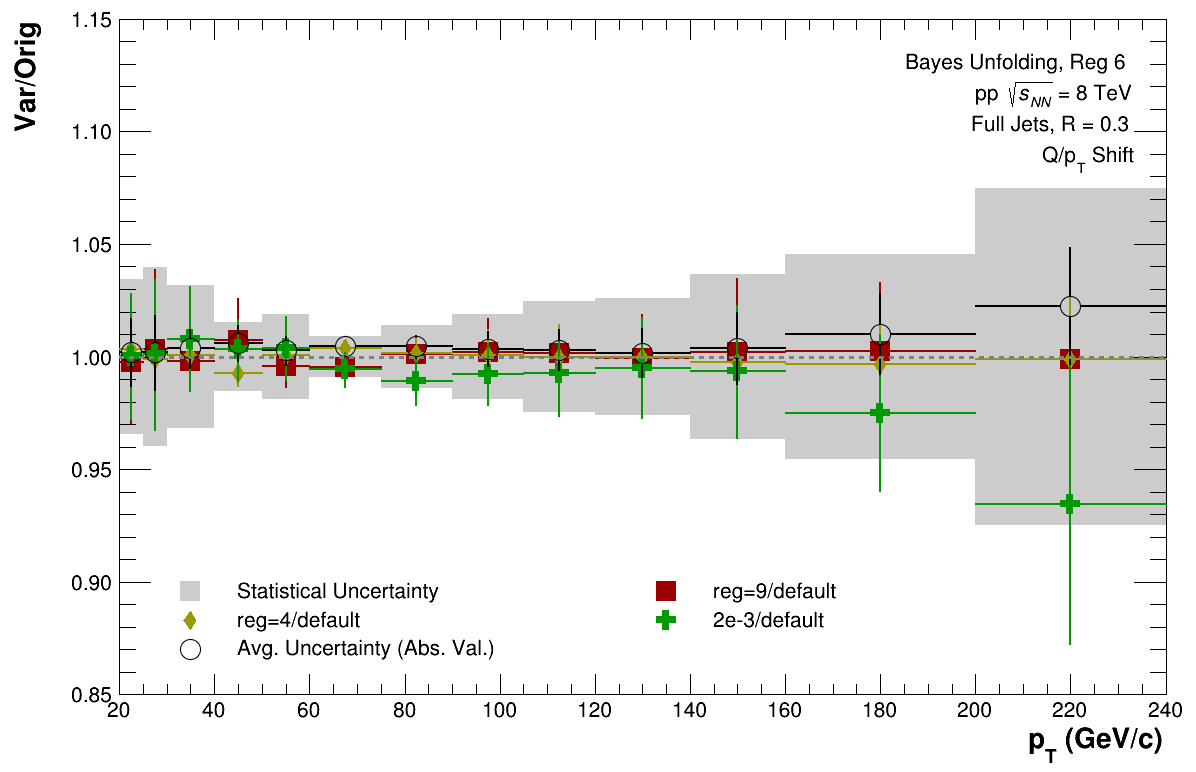 Var/Orig
1.15
1.10
1.05
1.00
0.95
0.90
0.85
Bayes Unfolding, Reg 6
pp √s_NN = 8 TeV
Full Jets, R = 0.3
Q/p_T Shift
Statistical Uncertainty
reg=9/default
reg=4/default
2e-3/default
Avg. Uncertainty (Abs. Val.)
20 40 60 80 100 120 140 160 180 200 220 240
p_T (GeV/c)